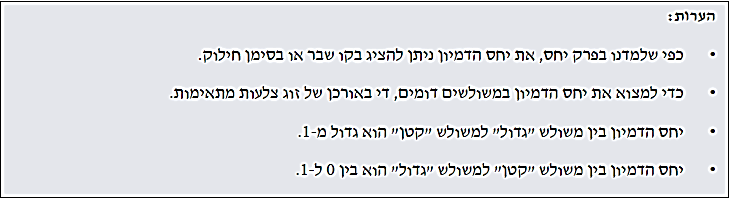 הערות:
• כפי שלמדנו בפרק יחס, את יחס הדמיון ניתן להציג בקו שבר או בסימן חילוק.
• כדי למצוא את יחס הדמיון במשולשים דומים, די באורכן של זוג צלעות מתאימות.
• יחס הדמיון בין משולש "גדול" למשולש "קטן" הוא גדול מ-1.
• יחס הדמיון בין משולש "קטן" למשולש "גדול" הוא בין 0 ל-1.